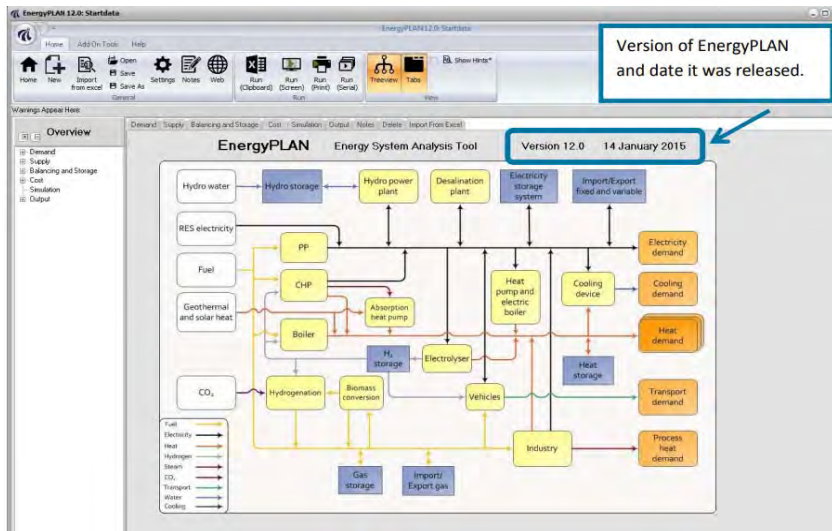 EnergyPLAN 12.0: Startdata
EnergyPLAN 12.0: Startdata
Home Add On Tools Help
Home
New
Import
from excel
Open
Save
Save As
Settings
Notes
Web
Run
(Clipboard)
Run
(Screen)
Run
(Print)
Run
(Serial)
Treeview
Tabs
Show Hints*
General
Run
View
Version of EnergyPLAN
and date it was released.
Warnings Appear Here:
Overview
Demand
Supply
Balancing and Storage
Cost
Simulation
Output
Demand Supply Balancing and Storage Cost Simulation Output Notes Delete Import From Excel
EnergyPLAN Energy System Analysis Tool Version 12.0 14 January 2015
Hydro water
Hydro storage
Hydro power
plant
Desalination
plant
Electricity
storage
system
Import/Export
fixed and variable
RES electricity
PP
Electricity
demand
Fuel
CHP
Heat
pump and
electric
boiler
Cooling
device
Cooling
demand
Geothermal
and solar heat
Absorption
heat pump
Boiler
Heat
demand
H₂
storage
Electrolyser
Heat
storage
CO₂
Hydrogenation
Biomass
conversion
Vehicles
Transport
demand
Industry
Process
heat
demand
Gas
storage
Import/
Export gas
Fuel
Electricity
Heat
Hydrogen
Steam
CO₂
Transport
Water
Cooling